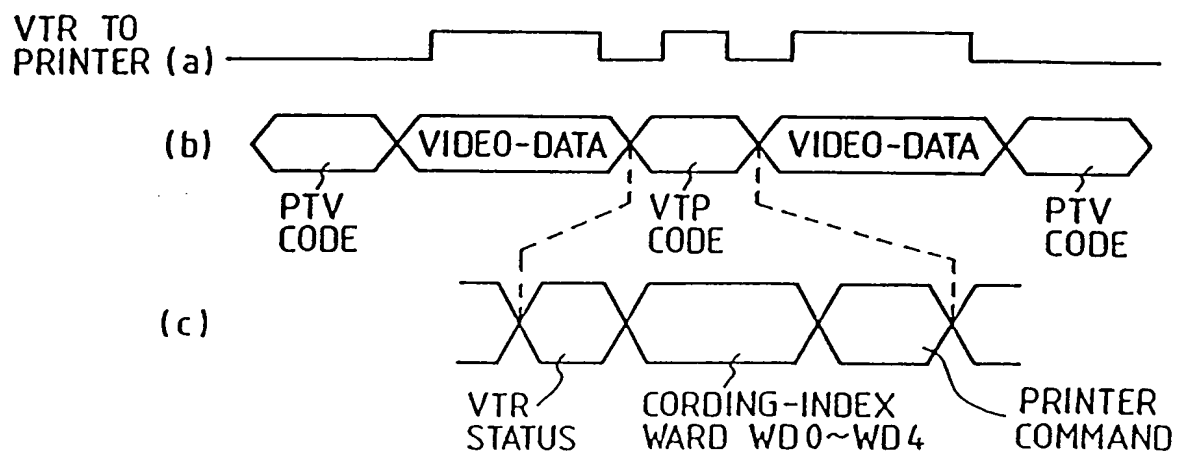 VTR TO
PRINTER (a)
(b)
VIDEO-DATA
VIDEO-DATA
PTV
CODE
VTP
CODE
PTV
CODE
(c)
VTR
STATUS
CORDING-INDEX
WARD WD0~WD4
PRINTER
COMMAND